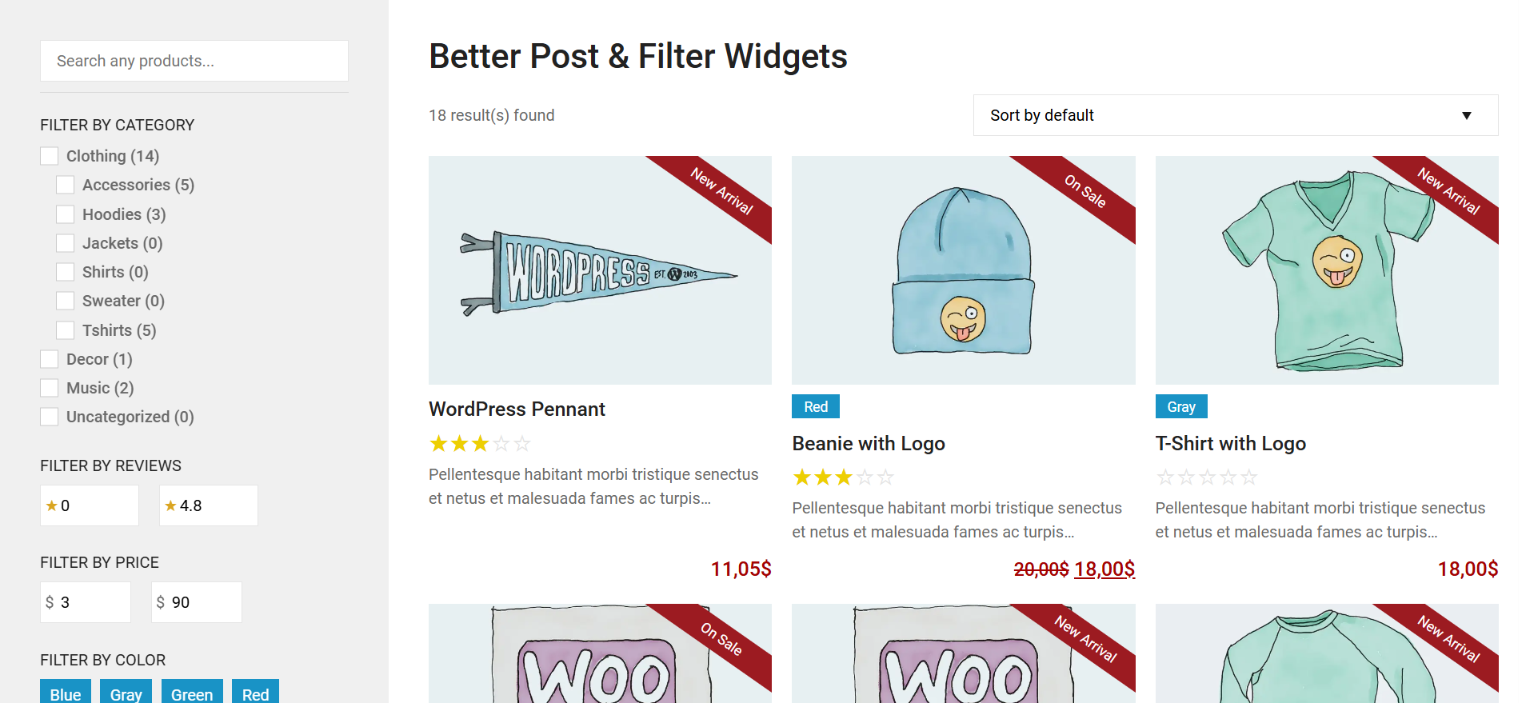 Search any products...
FILTER BY CATEGORY
Clothing (14)
Accessories (5)
Hoodies (3)
Jackets (0)
Shirts (0)
Sweater (0)
Tshirts (5)
Decor (1)
Music (2)
Uncategorized (0)
FILTER BY REVIEWS
★ 0 ★ 4.8
FILTER BY PRICE
$ 3 $ 90
FILTER BY COLOR
Blue Gray Green Red
Better Post & Filter Widgets
18 result(s) found
Sort by default ▼
New Arrival
WORDPRESS EST. W 2003
WordPress Pennant
Pellentesque habitant morbi tristique senectus
et netus et malesuada fames ac turpis...
11,05$
On Sale
Red
Beanie with Logo
Pellentesque habitant morbi tristique senectus
et netus et malesuada fames ac turpis...
20,00$ 18,00$
New Arrival
Gray
T-Shirt with Logo
Pellentesque habitant morbi tristique senectus
et netus et malesuada fames ac turpis...
18,00$
On Sale
WOO
New Arrival
WOO
New Arrival